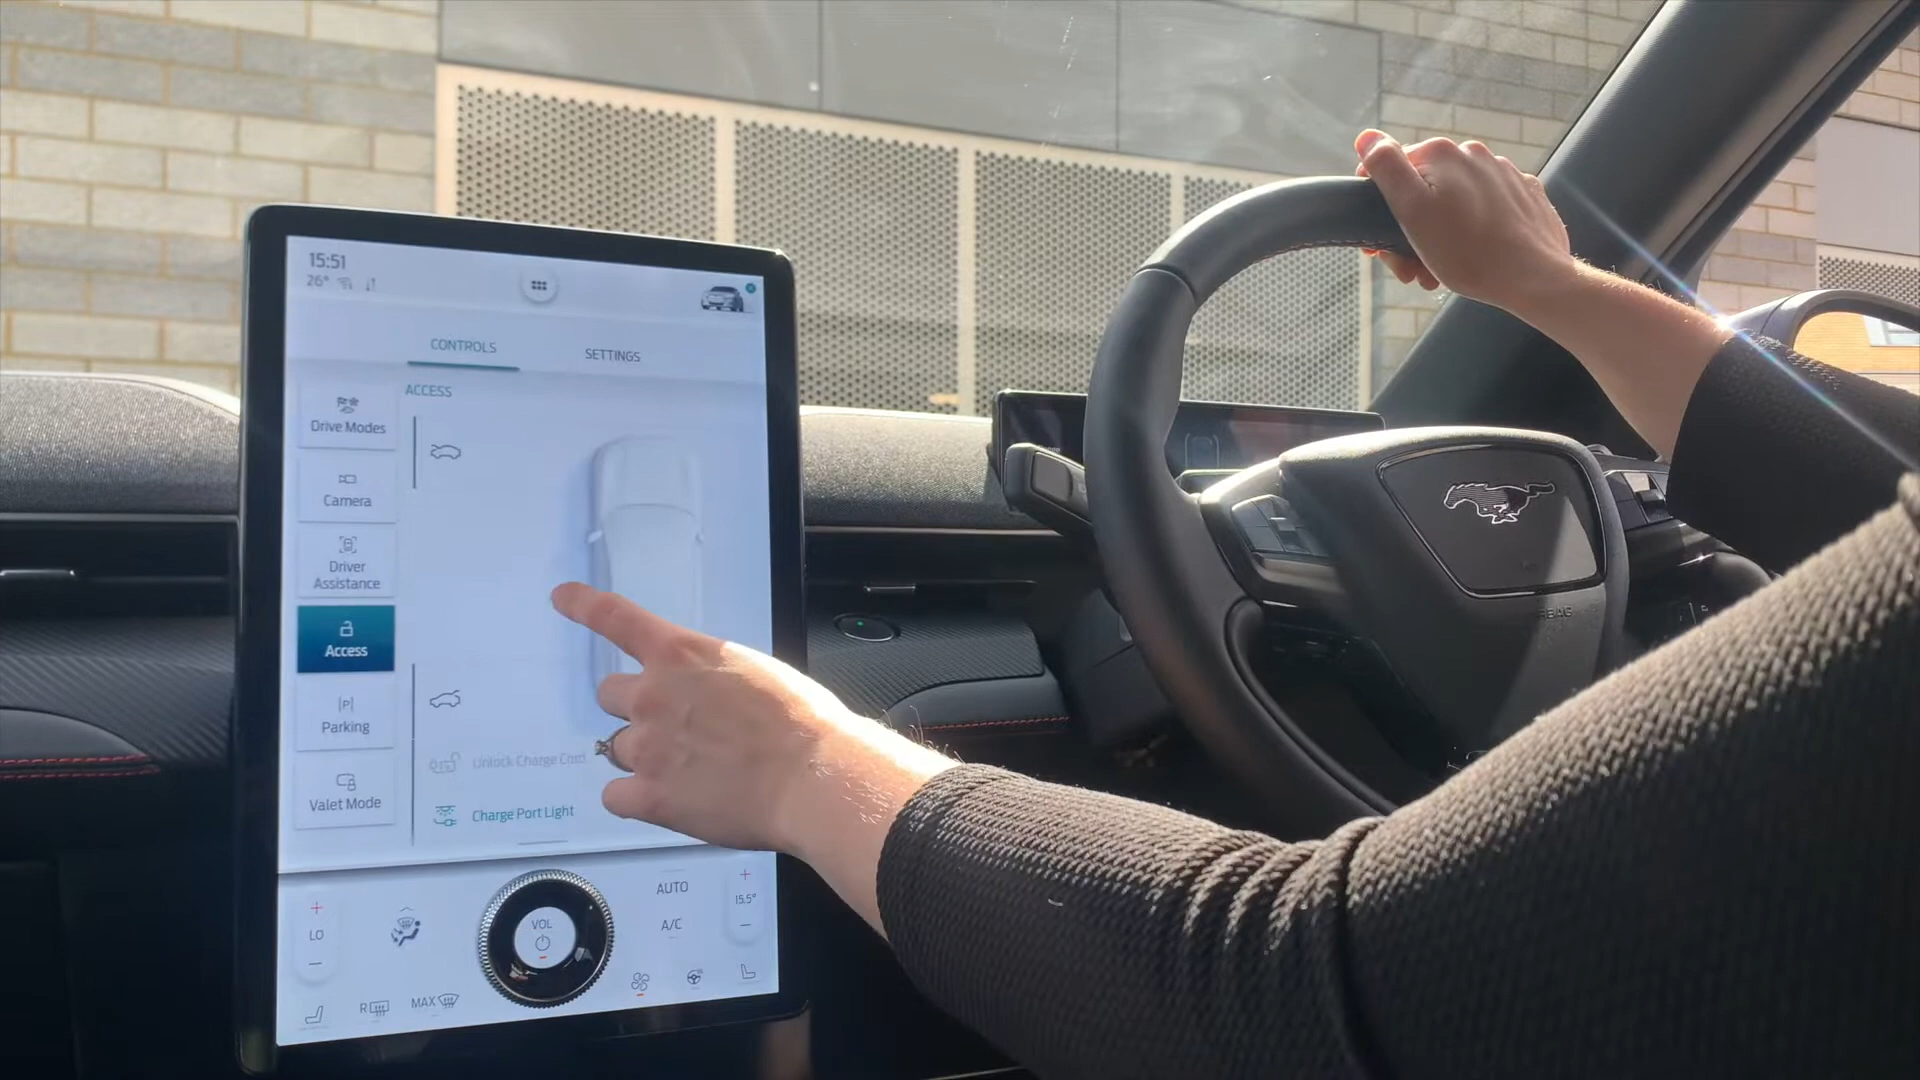 15:51
26°
CONTROLS
SETTINGS
ACCESS
Drive Modes
Camera
Driver
Assistance
Access
Parking
Valet Mode
Unlock Charge Cord
Charge Port Light
+
LO
−
VOL
AUTO
A/C
+
15.5°
−
R
MAX